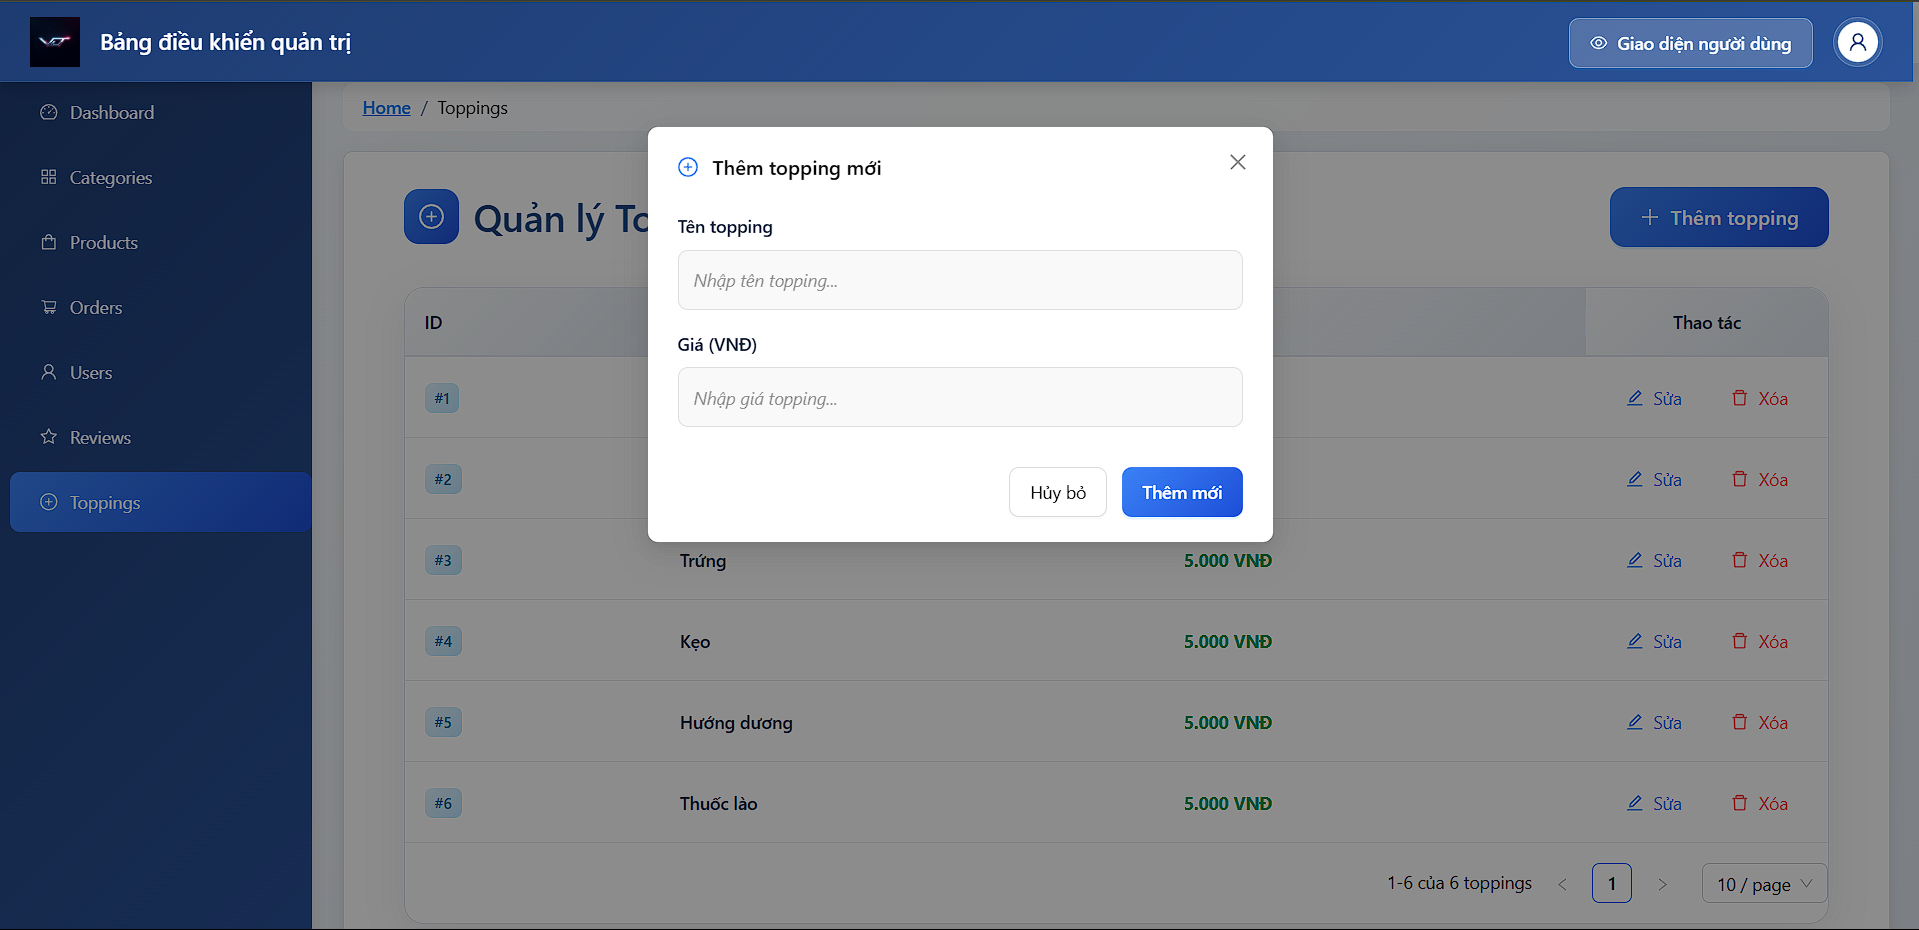 Bảng điều khiển quản trị
Giao diện người dùng
Dashboard
Categories
Products
Orders
Users
Reviews
Toppings
Home / Toppings
Quản lý To
Thêm topping
Thêm topping mới
Tên topping
Nhập tên topping...
Giá (VNĐ)
Nhập giá topping...
Hủy bỏ
Thêm mới
ID Thao tác
#1 Sửa Xóa
#2 Sửa Xóa
#3 Trứng 5.000 VNĐ Sửa Xóa
#4 Kẹo 5.000 VNĐ Sửa Xóa
#5 Hướng dương 5.000 VNĐ Sửa Xóa
#6 Thuốc lào 5.000 VNĐ Sửa Xóa
1-6 của 6 toppings < 1 > 10 / page